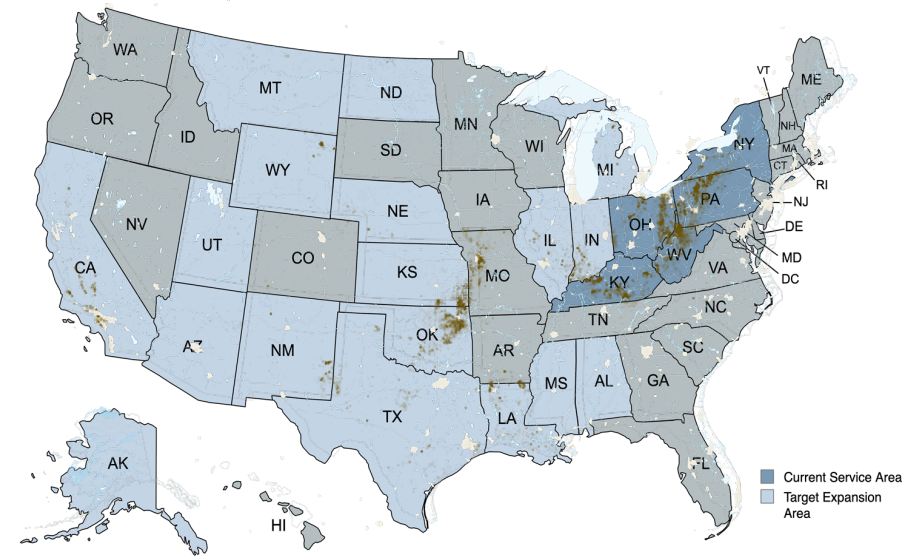 WA
MT
ND
MN
VT
ME
OR
ID
SD
WI
MI
NY
NH
MA
CT
RI
WY
IA
PA
NJ
NV
UT
NE
IL
IN
OH
DE
CA
CO
KS
MO
WV
VA
MD
DC
KY
AZ
NM
OK
AR
TN
NC
SC
TX
LA
MS
AL
GA
AK
HI
FL
Current Service Area
Target Expansion
Area